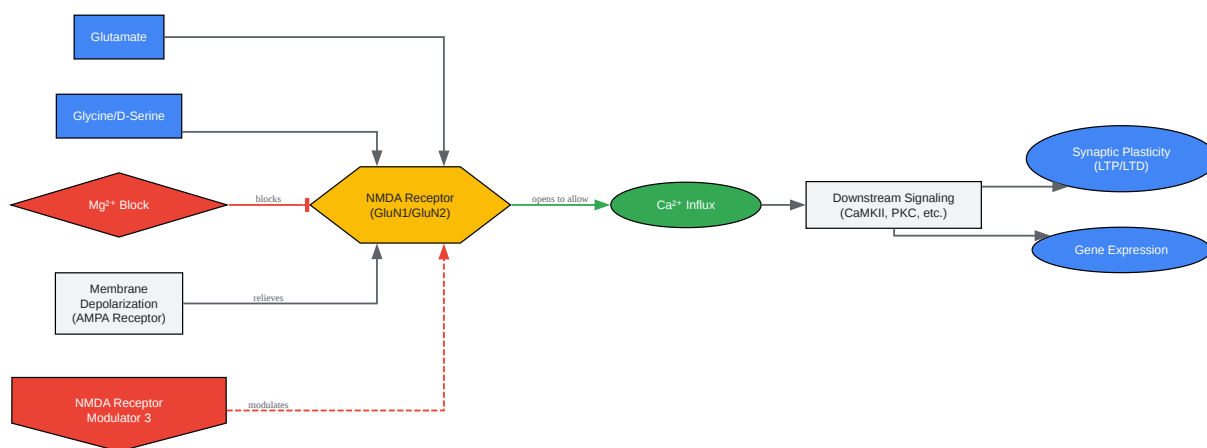 Glutamate
Glycine/D-Serine
Mg²⁺ Block
blocks
NMDA Receptor
(GluN1/GluN2)
opens to allow
Ca²⁺ Influx
Downstream Signaling
(CaMKII, PKC, etc.)
Synaptic Plasticity
(LTP/LTD)
Gene Expression
Membrane
Depolarization
(AMPA Receptor)
relieves
NMDA Receptor
Modulator 3
modulates